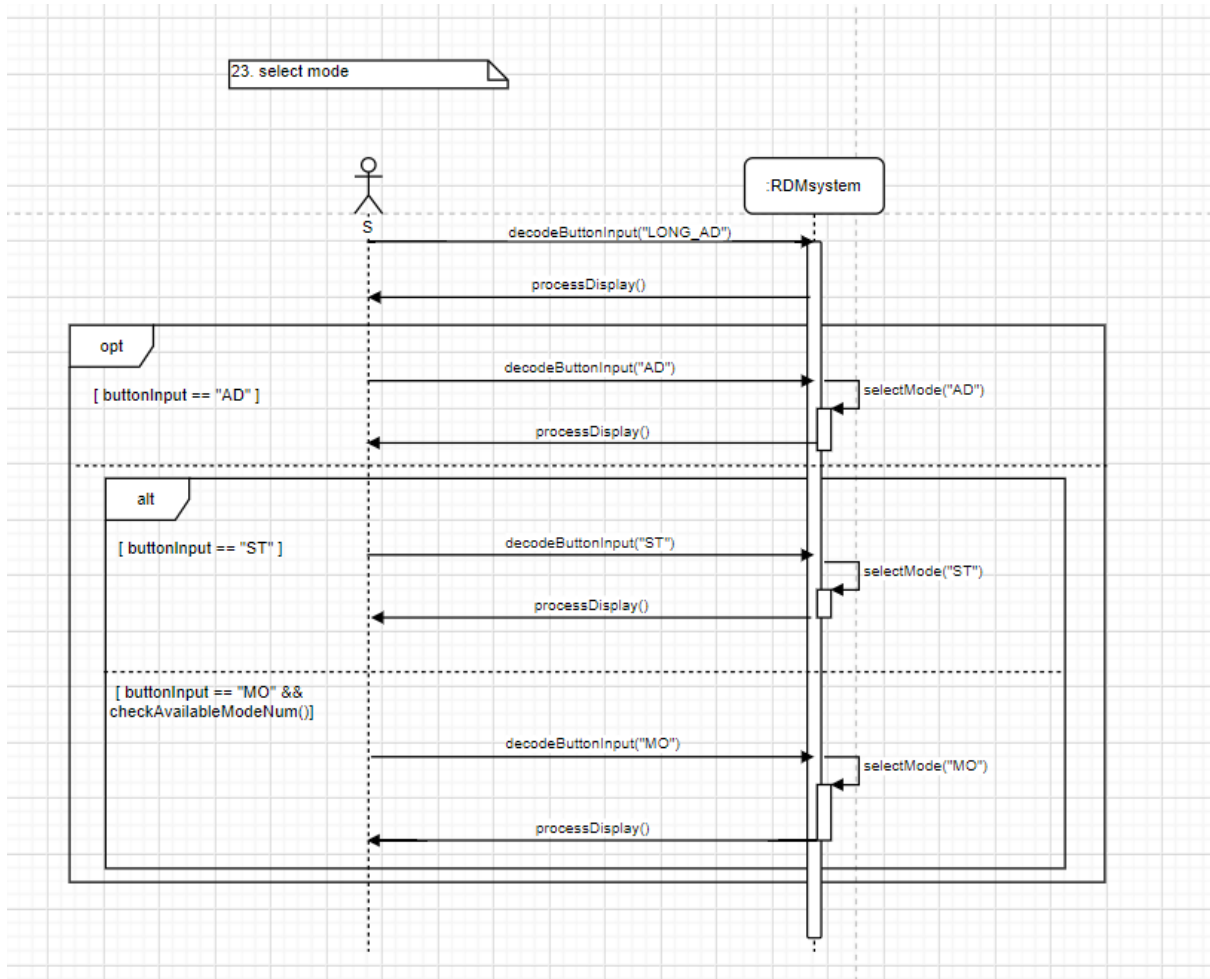 23. select mode
:RDMsystem
S
decodeButtonInput("LONG_AD")
processDisplay()
opt
decodeButtonInput("AD")
[ buttonInput == "AD" ]
selectMode("AD")
processDisplay()
alt
decodeButtonInput("ST")
[ buttonInput == "ST" ]
selectMode("ST")
processDisplay()
[ buttonInput == "MO" &&
checkAvailableModeNum()]
decodeButtonInput("MO")
selectMode("MO")
processDisplay()